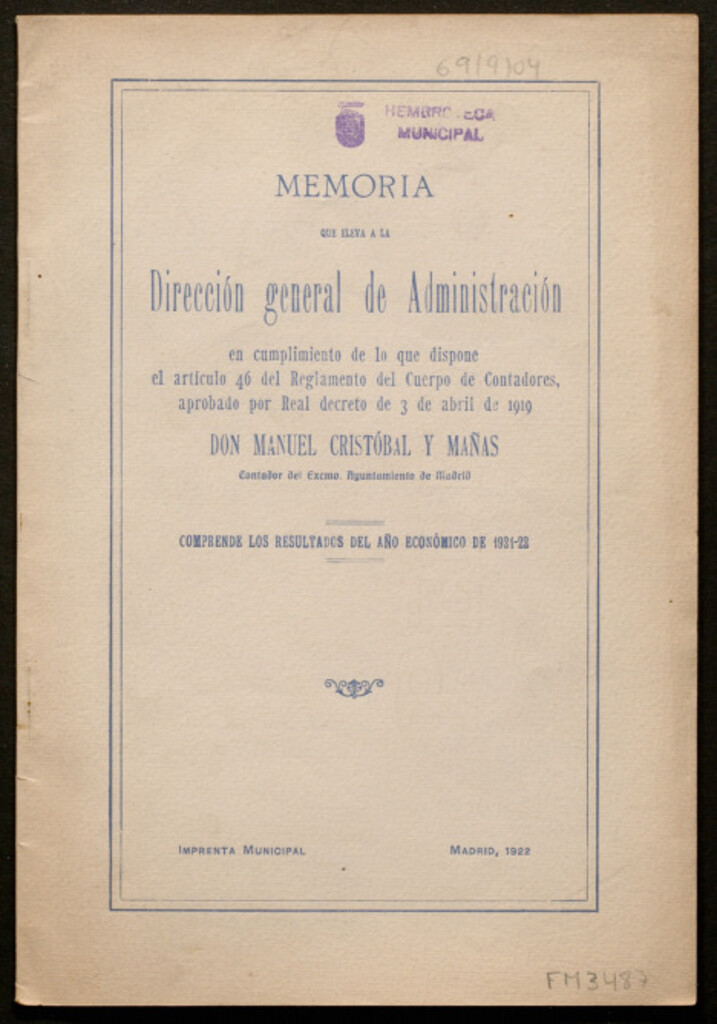 69/9/04
HEMEROTECA
MUNICIPAL
MEMORIA
QUE ELEVA A LA
Dirección general de Administración
en cumplimiento de lo que dispone
el artículo 46 del Reglamento del Cuerpo de Contadores,
aprobado por Real decreto de 3 de abril de 1919
DON MANUEL CRISTÓBAL Y MAÑAS
Contador del Excmo. Ayuntamiento de Madrid
COMPRENDE LOS RESULTADOS DEL AÑO ECONÓMICO DE 1921-22
IMPRENTA MUNICIPAL
MADRID, 1922
FM3487